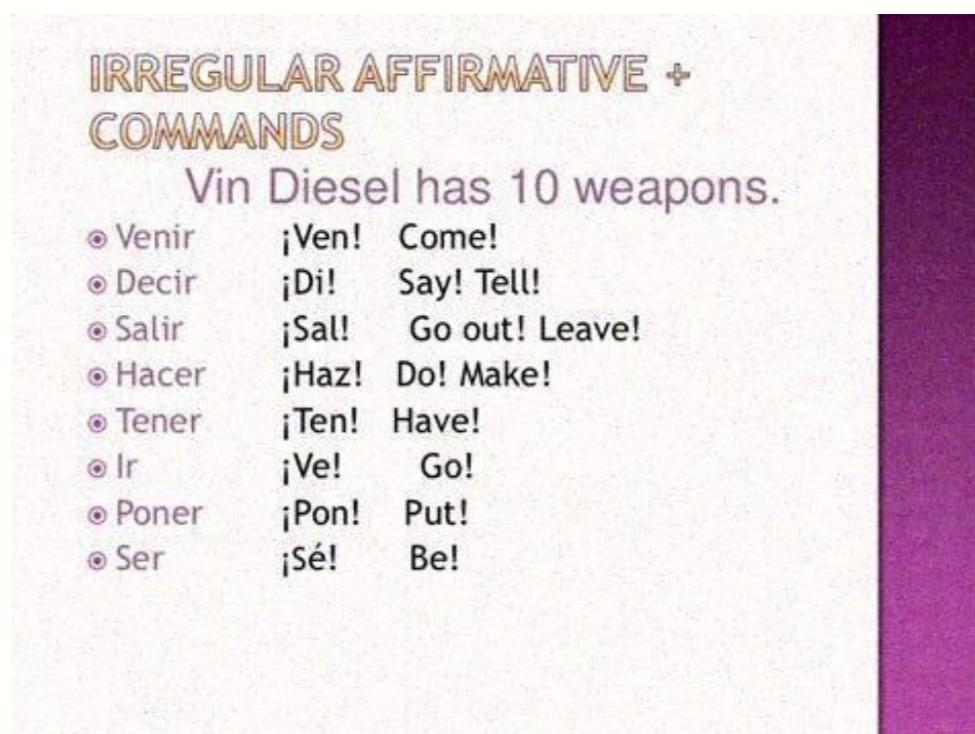 IRREGULAR AFFIRMATIVE +
COMMANDS
Vin Diesel has 10 weapons.
Venir ¡Ven! Come!
Decir ¡Di! Say! Tell!
Salir ¡Sal! Go out! Leave!
Hacer ¡Haz! Do! Make!
Tener ¡Ten! Have!
Ir ¡Ve! Go!
Poner ¡Pon! Put!
Ser ¡Sé! Be!